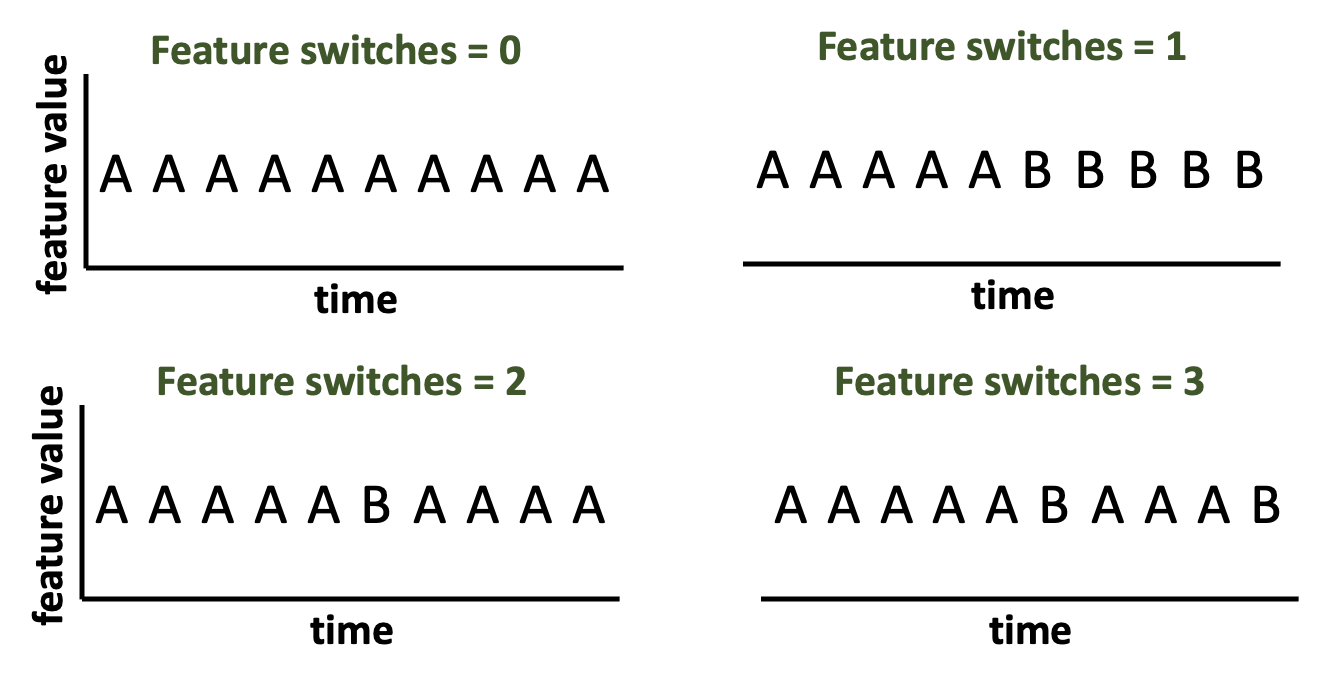 Feature switches = 0
feature value
A A A A A A A A A A
time
Feature switches = 1
A A A A A B B B B B
time
Feature switches = 2
feature value
A A A A A B A A A A
time
Feature switches = 3
A A A A A B A A A B
time